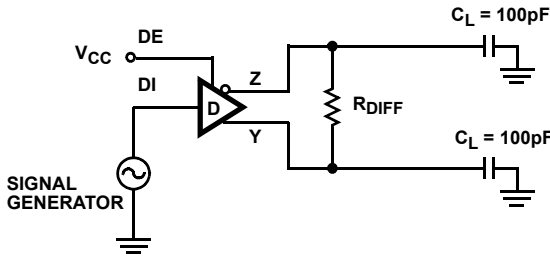 C_L = 100pF
V_CC
DE
DI
Z
D
R_DIFF
Y
C_L = 100pF
SIGNAL
GENERATOR